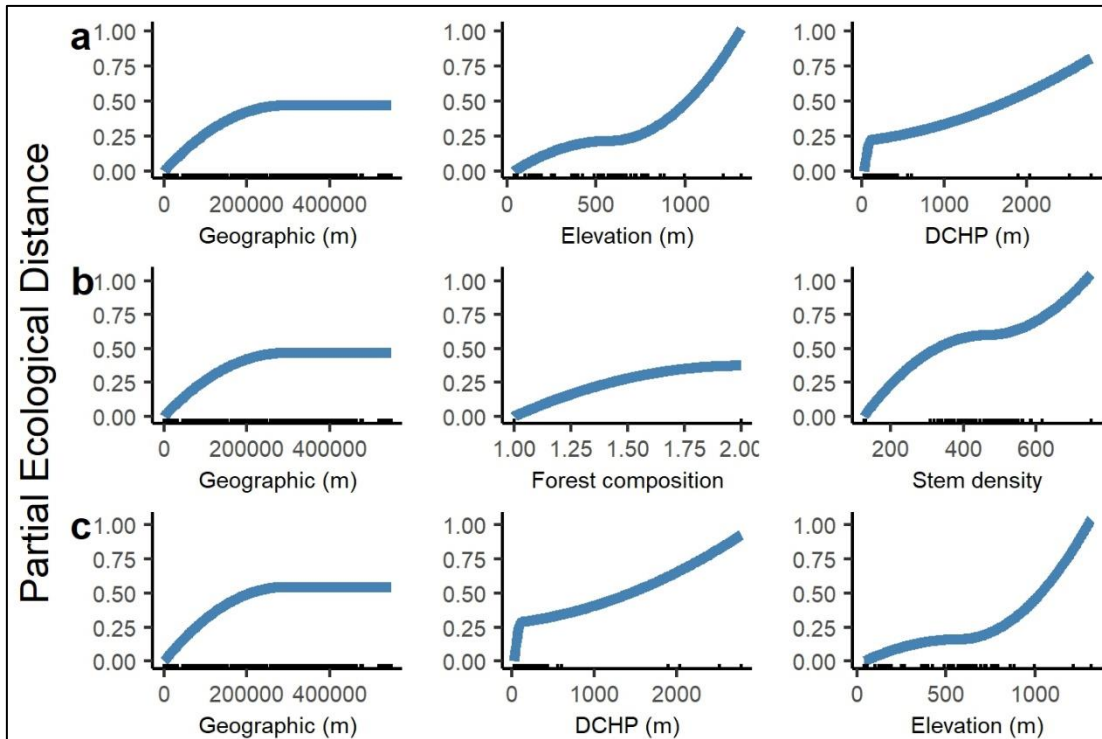 Partial Ecological Distance
a
1.00
0.75
0.50
0.25
0.00
0 200000 400000
Geographic (m)
1.00
0.75
0.50
0.25
0.00
0 500 1000
Elevation (m)
1.00
0.75
0.50
0.25
0.00
0 1000 2000
DCHP (m)
b
1.00
0.75
0.50
0.25
0.00
0 200000 400000
Geographic (m)
1.00
0.75
0.50
0.25
0.00
1.00 1.25 1.50 1.75 2.00
Forest composition
1.00
0.75
0.50
0.25
0.00
200 400 600
Stem density
c
1.00
0.75
0.50
0.25
0.00
0 200000 400000
Geographic (m)
1.00
0.75
0.50
0.25
0.00
0 1000 2000
DCHP (m)
1.00
0.75
0.50
0.25
0.00
0 500 1000
Elevation (m)